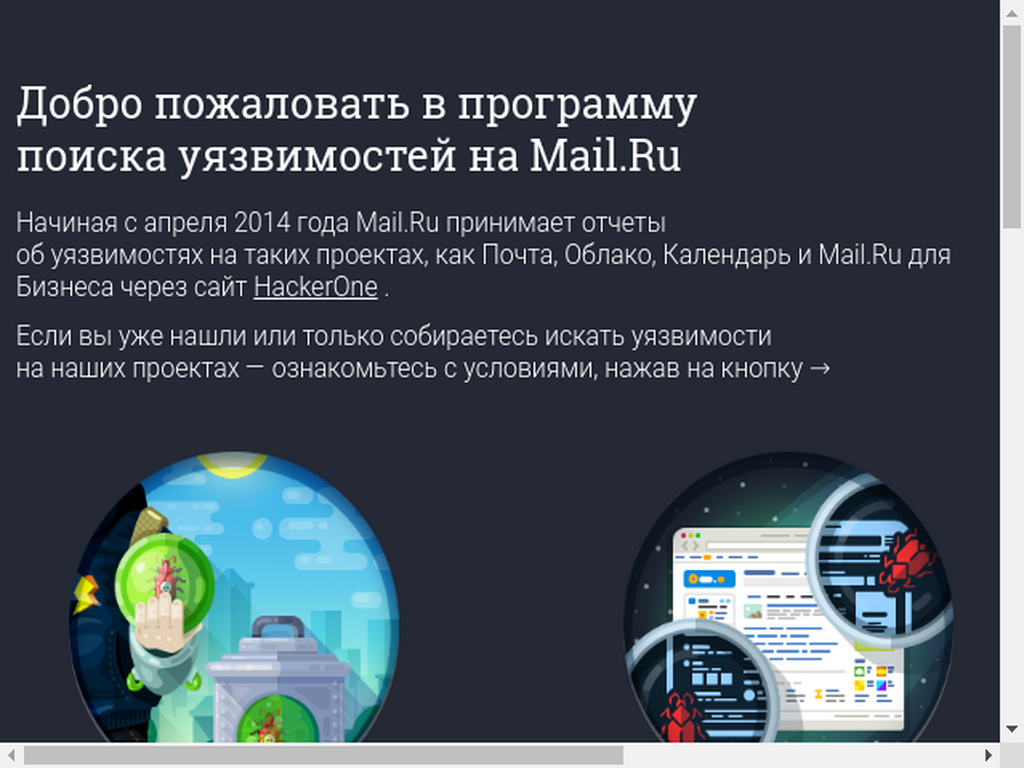 Добро пожаловать в программу
поиска уязвимостей на Mail.Ru
Начиная с апреля 2014 года Mail.Ru принимает отчеты
об уязвимостях на таких проектах, как Почта, Облако, Календарь и Mail.Ru для
Бизнеса через сайт HackerOne .
Если вы уже нашли или только собираетесь искать уязвимости
на наших проектах — ознакомьтесь с условиями, нажав на кнопку →